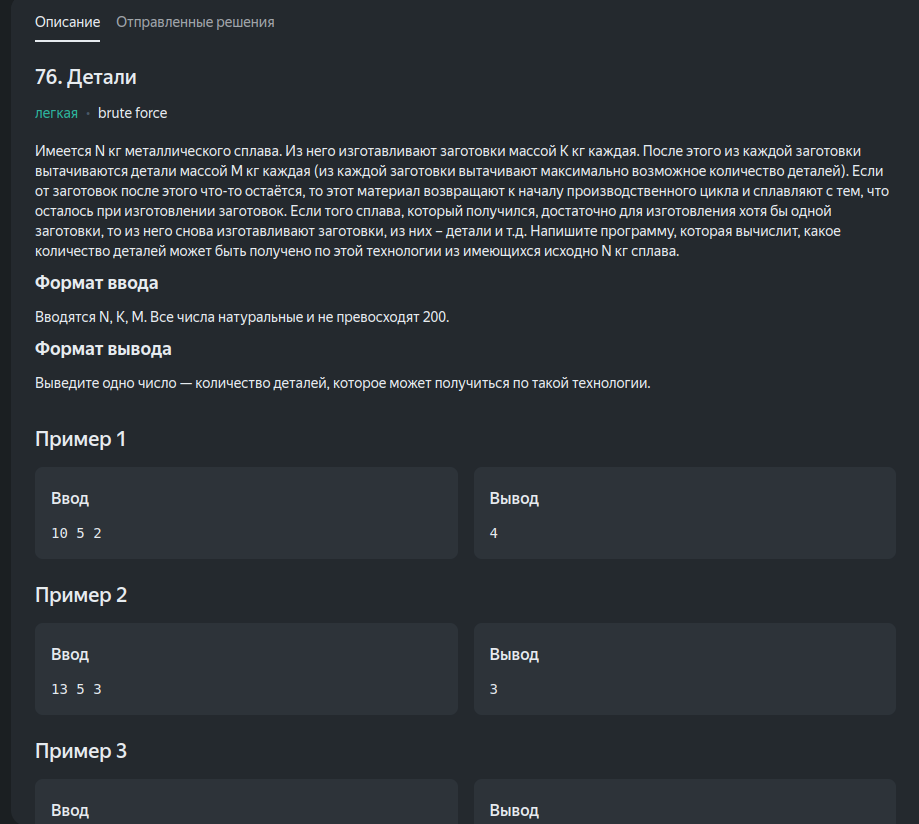 Описание Отправленные решения
76. Детали
легкая · brute force
Имеется N кг металлического сплава. Из него изготавливают заготовки массой K кг каждая. После этого из каждой заготовки
вытачиваются детали массой M кг каждая (из каждой заготовки вытачивают максимально возможное количество деталей). Если
от заготовок после этого что-то остаётся, то этот материал возвращают к началу производственного цикла и сплавляют с тем, что
осталось при изготовлении заготовок. Если того сплава, который получился, достаточно для изготовления хотя бы одной
заготовки, то из него снова изготавливают заготовки, из них – детали и т.д. Напишите программу, которая вычислит, какое
количество деталей может быть получено по этой технологии из имеющихся исходно N кг сплава.
Формат ввода
Вводятся N, K, M. Все числа натуральные и не превосходят 200.
Формат вывода
Выведите одно число — количество деталей, которое может получиться по такой технологии.
Пример 1
Ввод Вывод
10 5 2 4
Пример 2
Ввод Вывод
13 5 3 3
Пример 3
Ввод Вывод